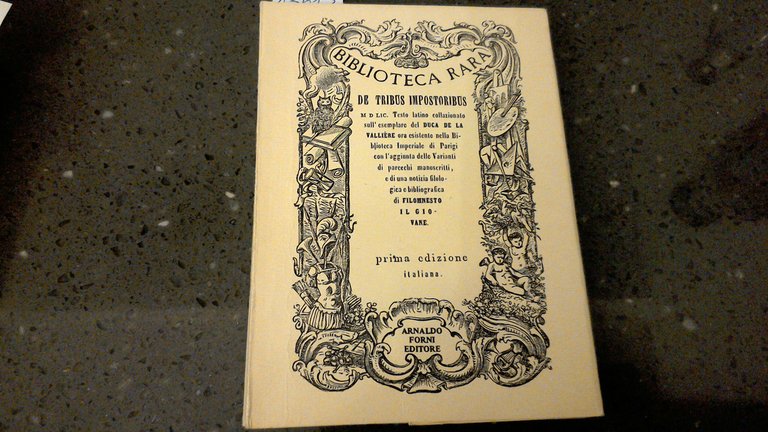 BIBLIOTECA RARA
DE TRIBUS IMPOSTORIBUS
MDLIC. Testo latino collazionato
sull' esemplare del DUCA DE LA
VALLIÈRE ora esistente nella Bi-
blioteca Imperiale di Parigi
con l'aggiunta delle Varianti
di parecchi manoscritti,
e di una notizia filolo-
gica e bibliografica
di FILOMNESTO
IL GIO-
VANE.
prima edizione
italiana.
ARNALDO
FORNI
EDITORE